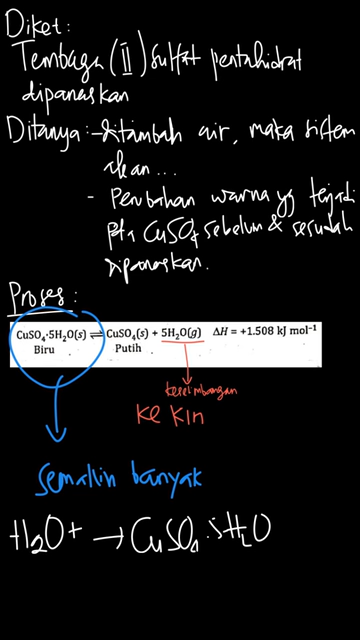 Diket:
Tembaga (II) Sulfat pentahidrat
dipanaskan
Ditanya: - ditambah air, maka sistem
akan...
- Perubahan warna yg terjadi
pd CuSO4 sebelum & sesudah
dipanaskan.
Proses:
CuSO₄·5H₂O(s) ⇌ CuSO₄(s) + 5H₂O(g) ΔH = +1.508 kJ mol⁻¹
Biru Putih
kesetimbangan
ke kiri
Semakin banyak
H₂O + → CuSO₄.5H₂O